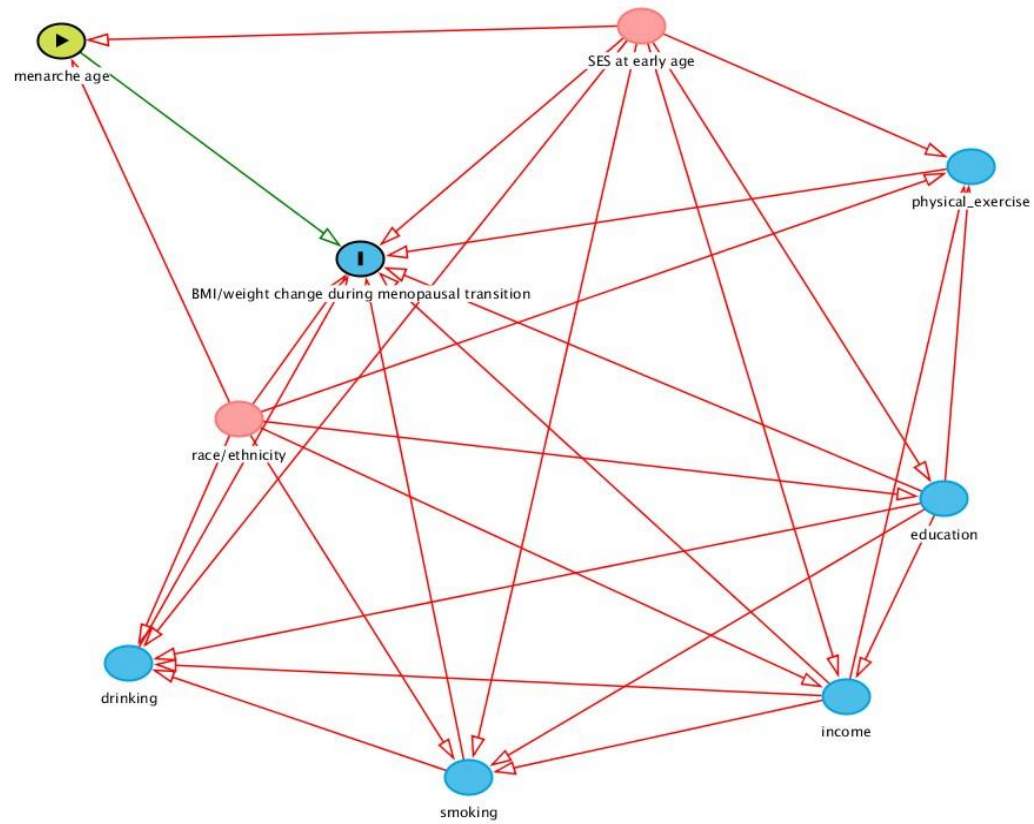 SES at early age
menarche age
physical_exercise
BMI/weight change during menopausal transition
race/ethnicity
education
drinking
income
smoking